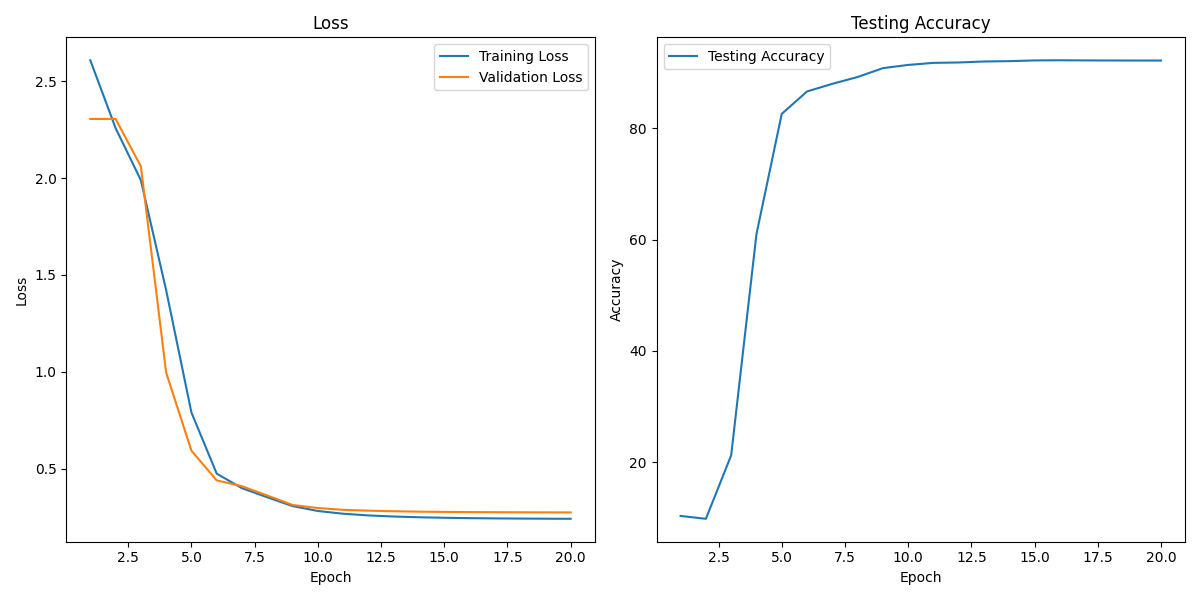 Loss
Training Loss
Validation Loss
2.5
2.0
1.5
1.0
0.5
Loss
2.5 5.0 7.5 10.0 12.5 15.0 17.5 20.0
Epoch
Testing Accuracy
Testing Accuracy
80
60
40
20
Accuracy
2.5 5.0 7.5 10.0 12.5 15.0 17.5 20.0
Epoch